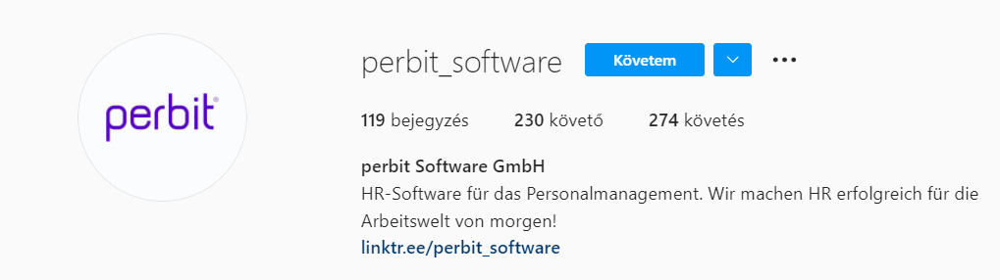 perbit®
perbit_software Követem
119 bejegyzés 230 követő 274 követés
perbit Software GmbH
HR-Software für das Personalmanagement. Wir machen HR erfolgreich für die
Arbeitswelt von morgen!
linktr.ee/perbit_software